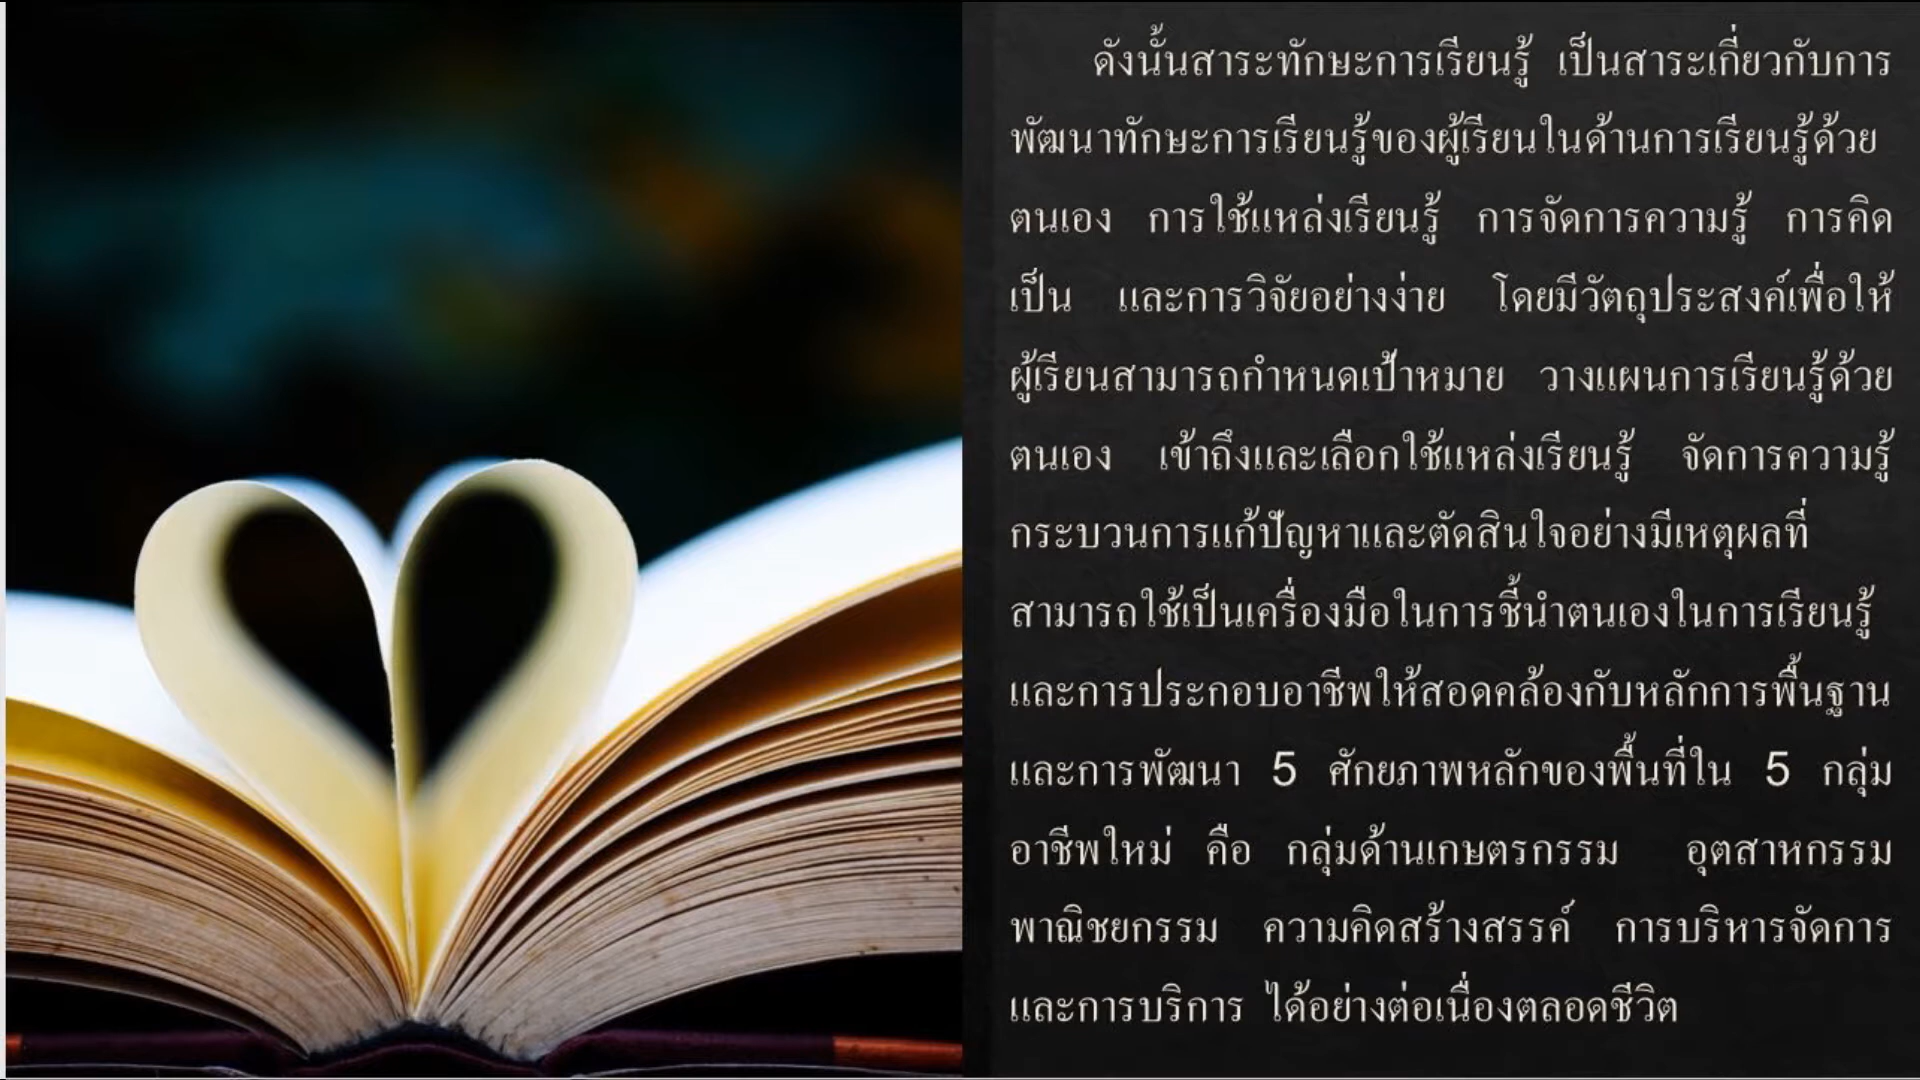 ดังนั้นสาระทักษะการเรียนรู้ เป็นสาระเกี่ยวกับการ
พัฒนาทักษะการเรียนรู้ของผู้เรียนในด้านการเรียนรู้ด้วย
ตนเอง การใช้แหล่งเรียนรู้ การจัดการความรู้ การคิด
เป็น และการวิจัยอย่างง่าย โดยมีวัตถุประสงค์เพื่อให้
ผู้เรียนสามารถกำหนดเป้าหมาย วางแผนการเรียนรู้ด้วย
ตนเอง เข้าถึงและเลือกใช้แหล่งเรียนรู้ จัดการความรู้
กระบวนการแก้ปัญหาและตัดสินใจอย่างมีเหตุผลที่
สามารถใช้เป็นเครื่องมือในการชี้นำตนเองในการเรียนรู้
และการประกอบอาชีพให้สอดคล้องกับหลักการพื้นฐาน
และการพัฒนา 5 ศักยภาพหลักของพื้นที่ใน 5 กลุ่ม
อาชีพใหม่ คือ กลุ่มด้านเกษตรกรรม อุตสาหกรรม
พาณิชยกรรม ความคิดสร้างสรรค์ การบริหารจัดการ
และการบริการ ได้อย่างต่อเนื่องตลอดชีวิต